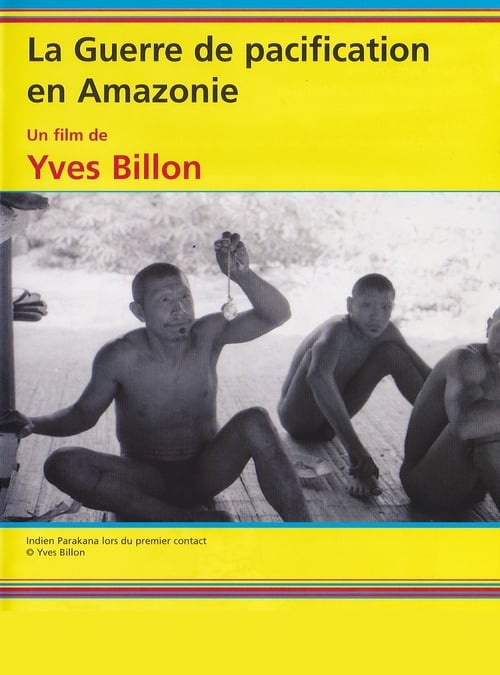 La Guerre de pacification
en Amazonie
Un film de
Yves Billon
Indien Parakana lors du premier contact
© Yves Billon